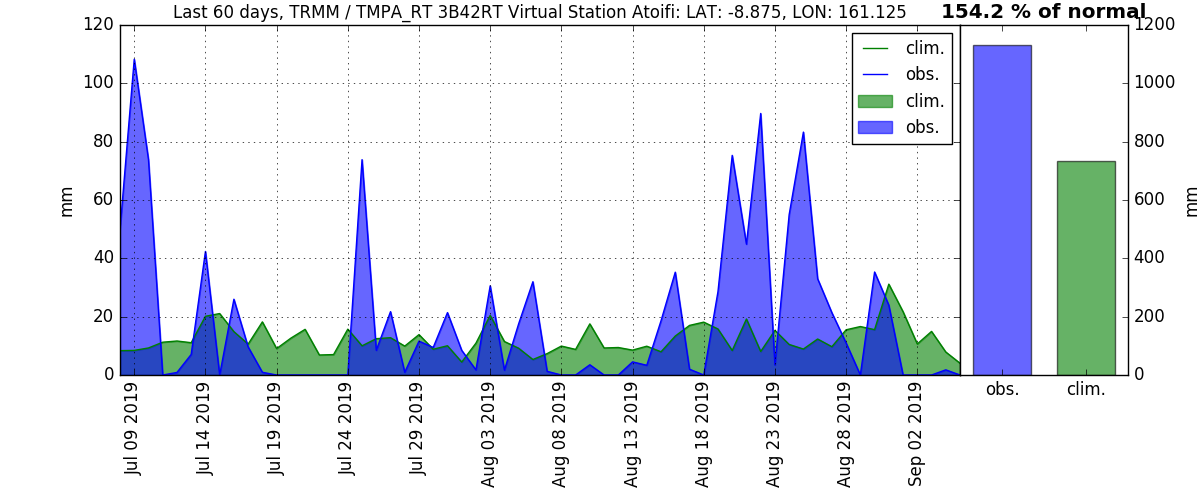 Last 60 days, TRMM / TMPA_RT 3B42RT Virtual Station Atoifi: LAT: -8.875, LON: 161.125
154.2 % of normal
120
100
80
60
40
20
0
mm
clim.
obs.
clim.
obs.
1200
1000
800
600
400
200
0
mm
Jul 09 2019
Jul 14 2019
Jul 19 2019
Jul 24 2019
Jul 29 2019
Aug 03 2019
Aug 08 2019
Aug 13 2019
Aug 18 2019
Aug 23 2019
Aug 28 2019
Sep 02 2019
obs.
clim.